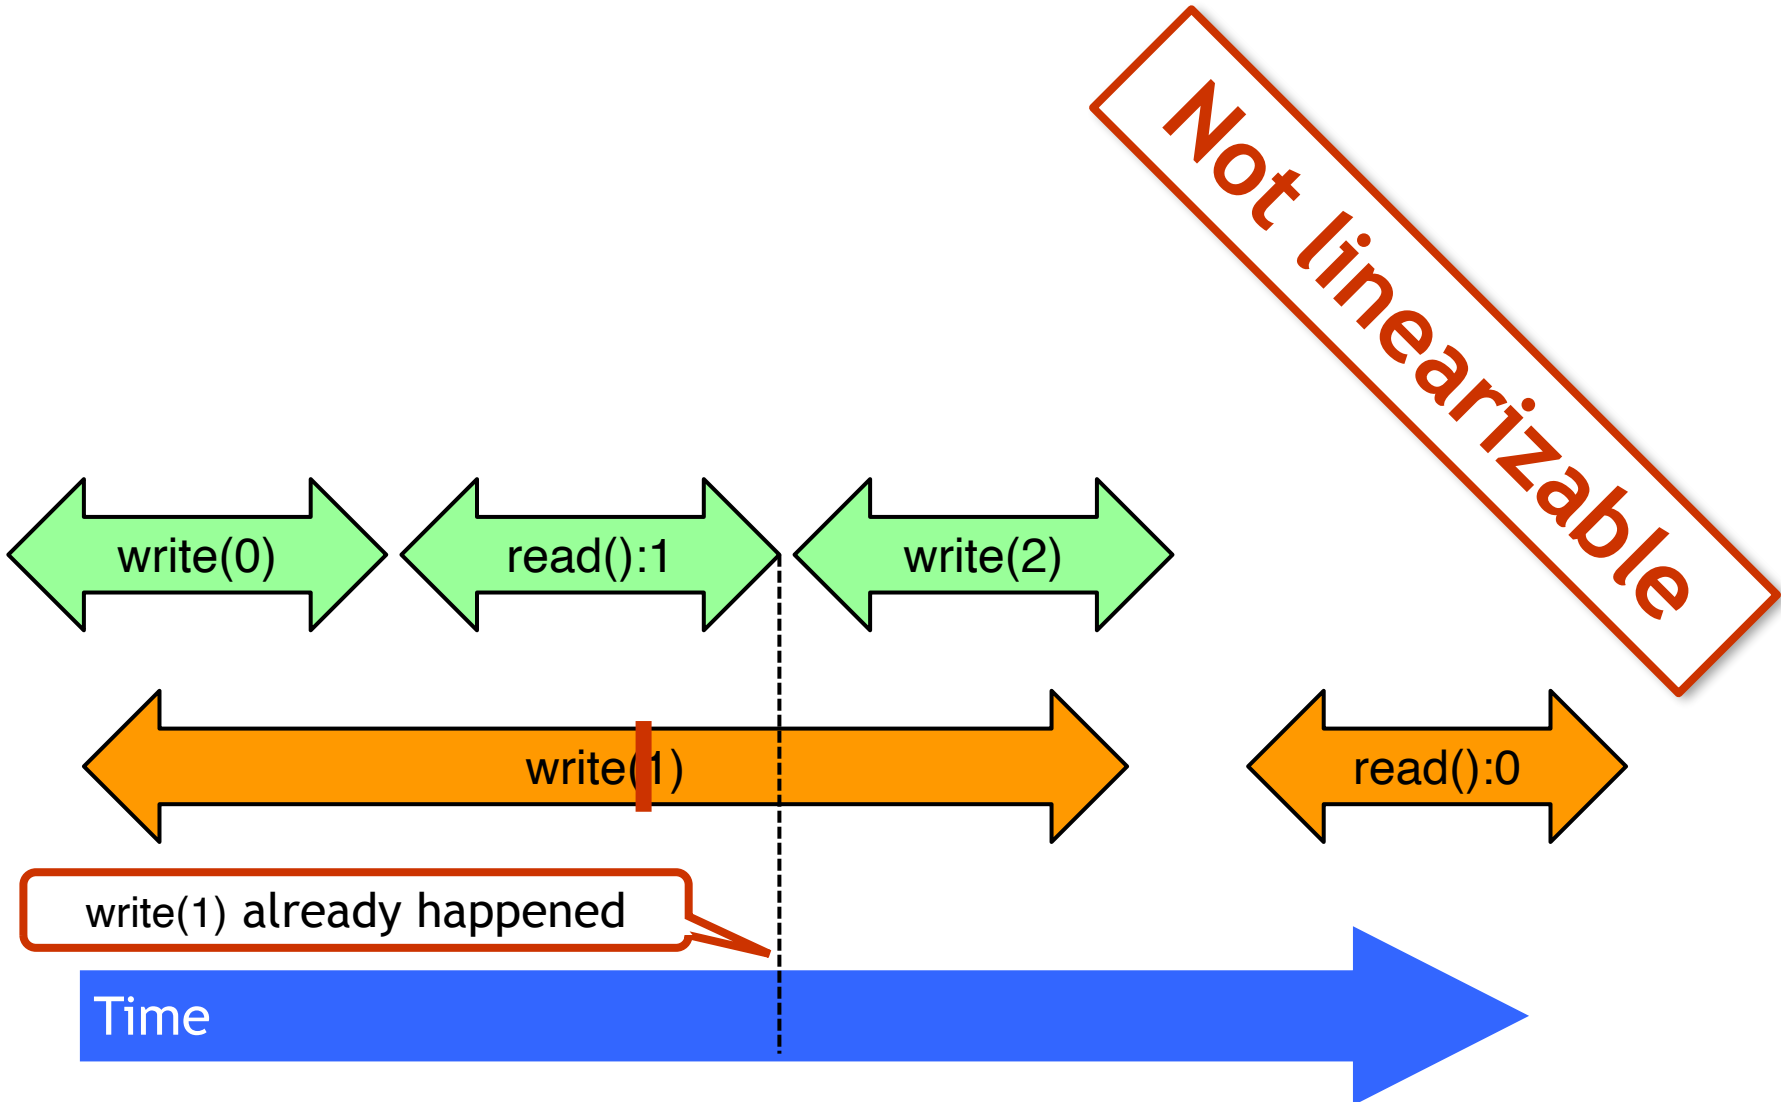 Not linearizable
write(0) read():1 write(2)
write(1) read():0
write(1) already happened
Time